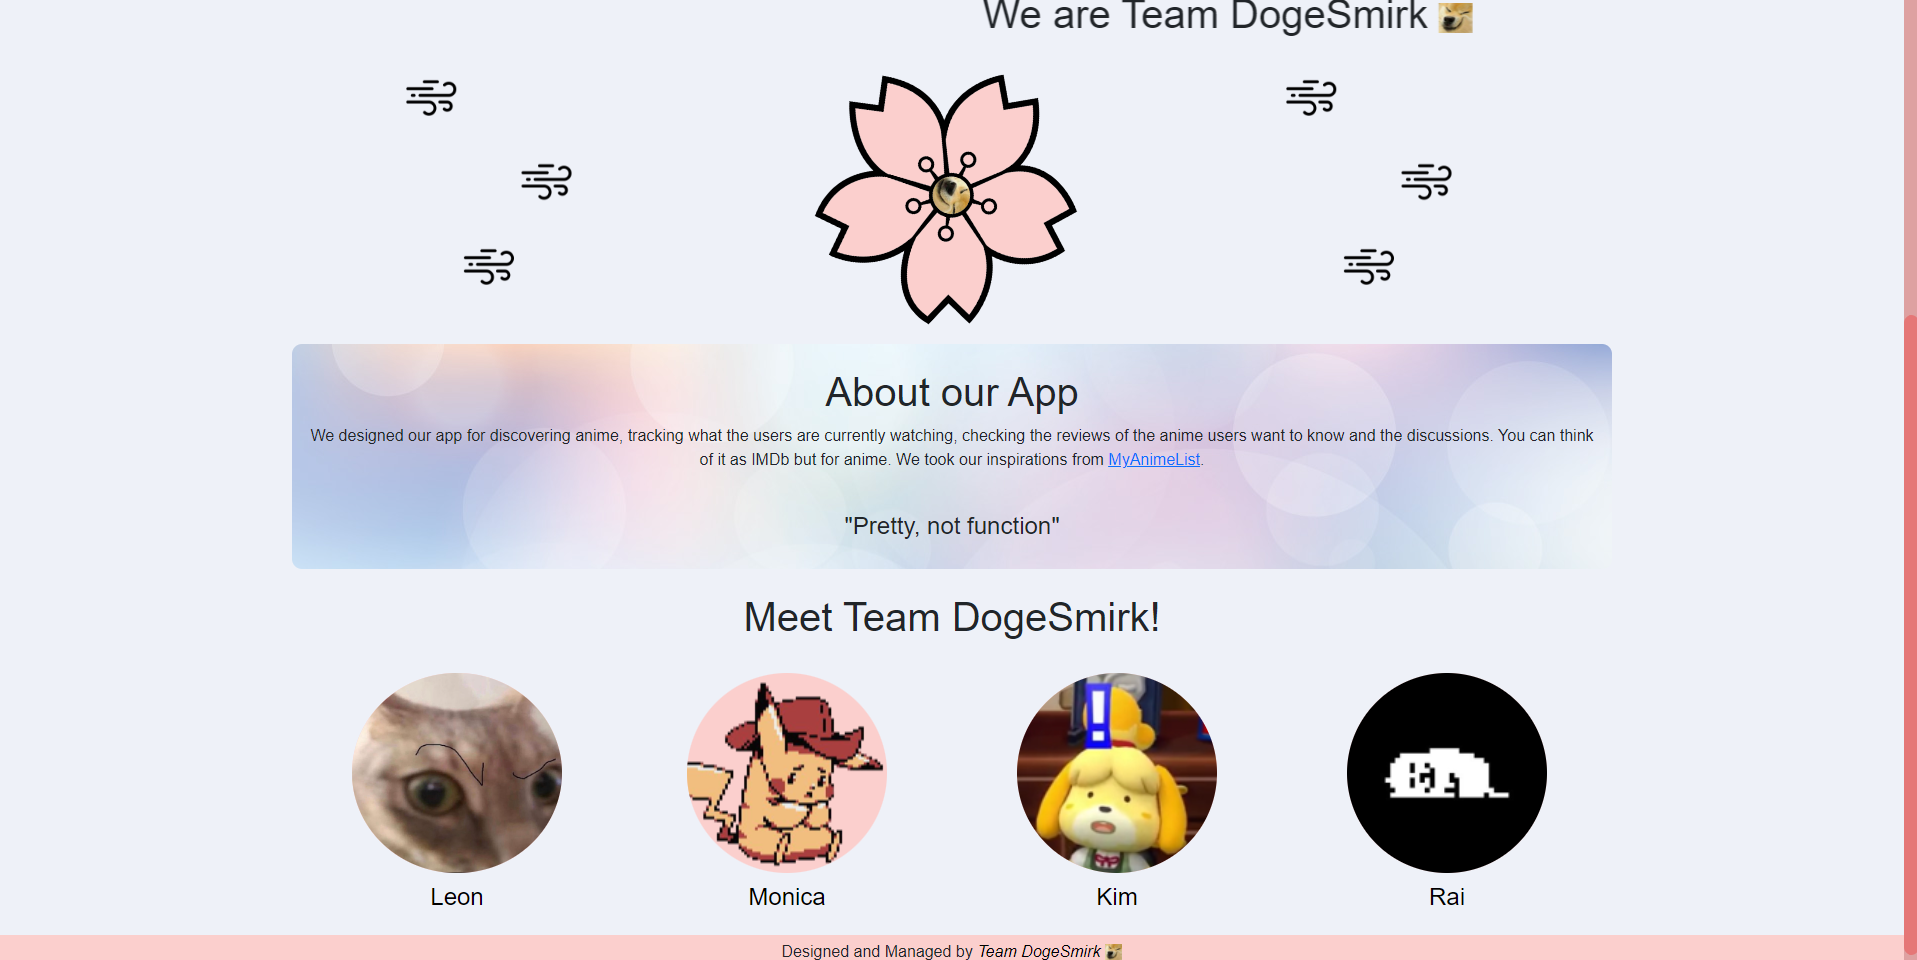 We are Team DogeSmirk
About our App
We designed our app for discovering anime, tracking what the users are currently watching, checking the reviews of the anime users want to know and the discussions. You can think
of it as IMDb but for anime. We took our inspirations from MyAnimeList.
"Pretty, not function"
Meet Team DogeSmirk!
Leon
Monica
Kim
Rai
Designed and Managed by Team DogeSmirk